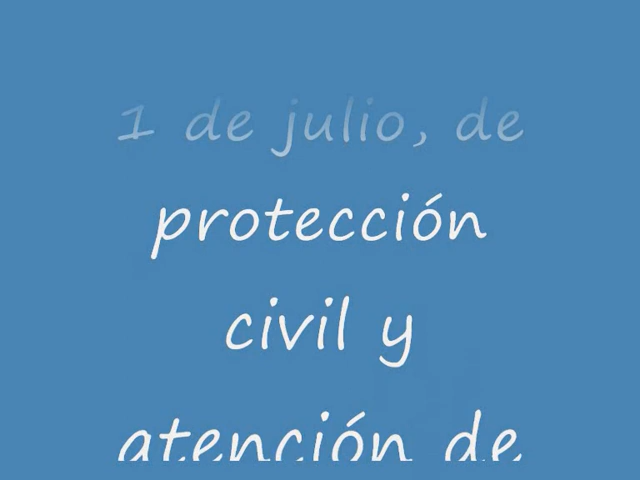 1 de julio, de
protección
civil y
atención de